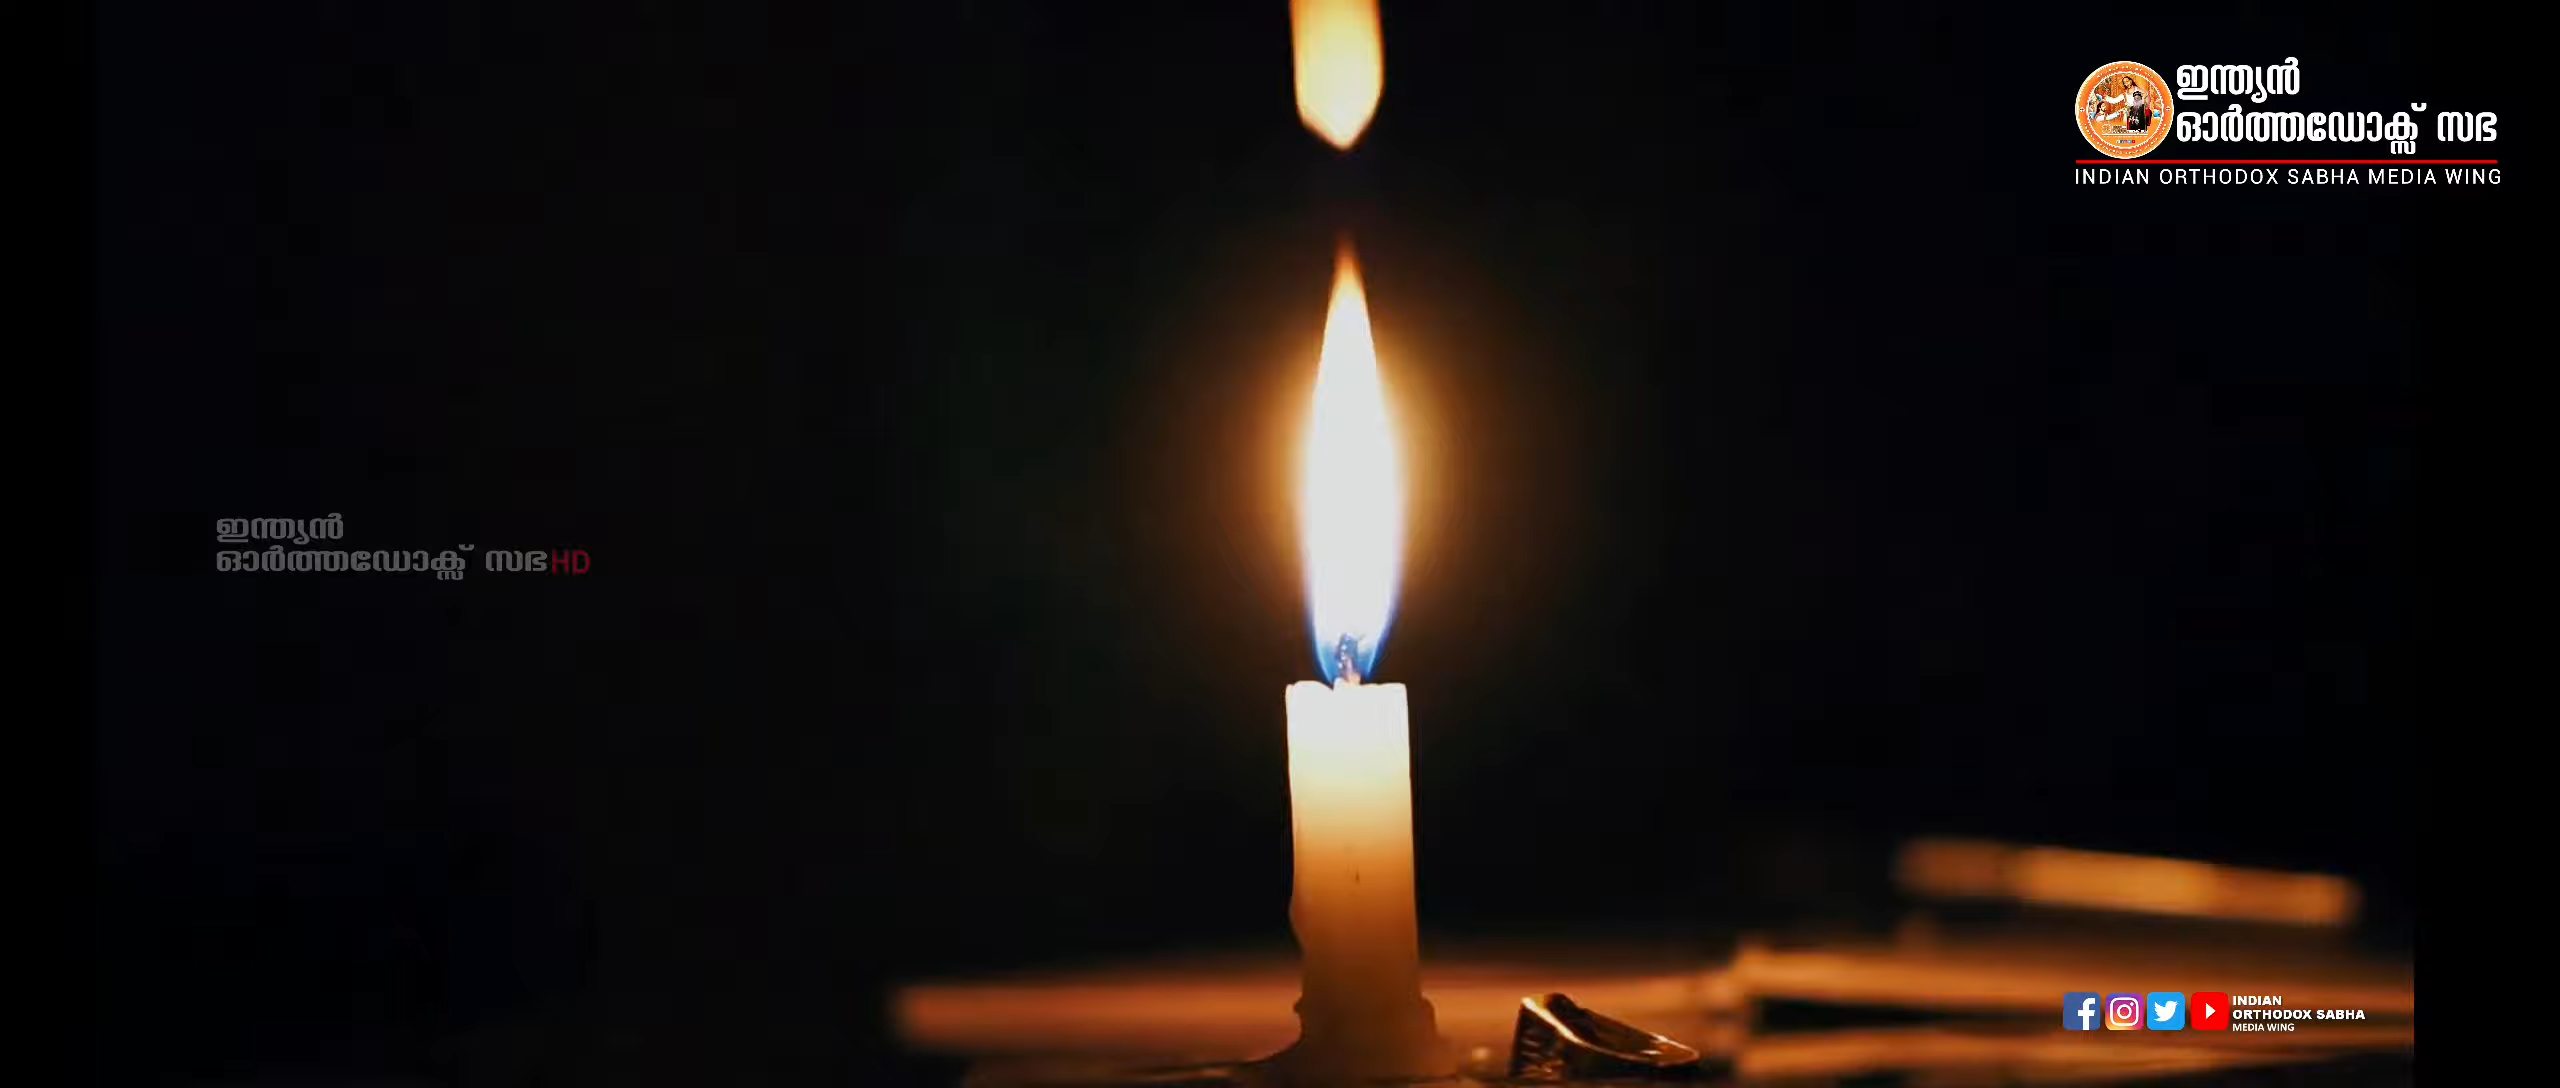 ഇന്ത്യൻ
ഓർത്തഡോക്സ് സഭ
INDIAN ORTHODOX SABHA MEDIA WING
ഇന്ത്യൻ
ഓർത്തഡോക്സ് സഭHD
INDIAN
ORTHODOX SABHA
MEDIA WING